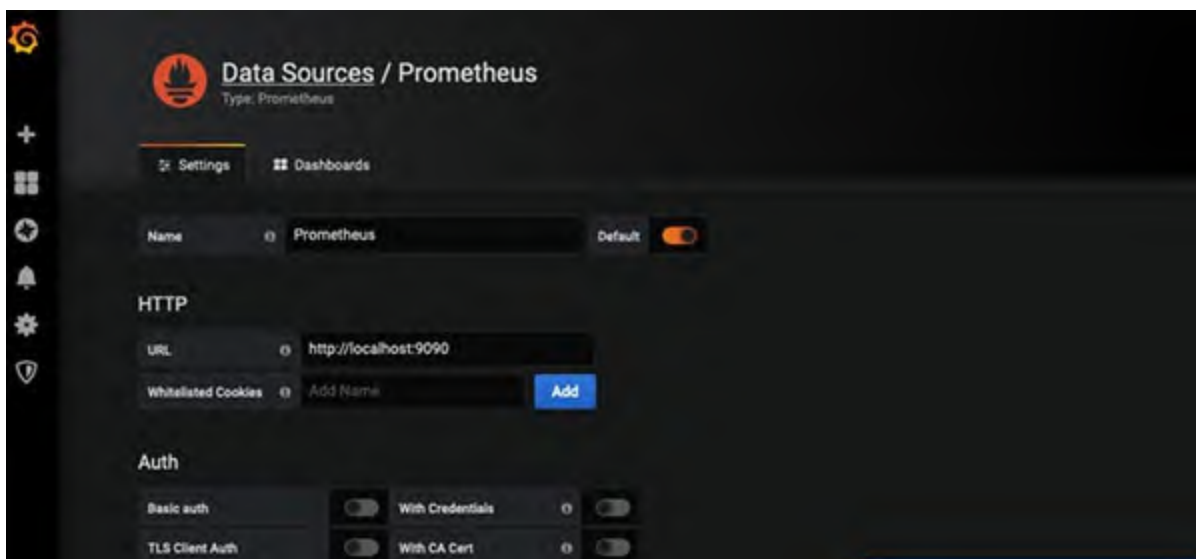 Data Sources / Prometheus
Type: Prometheus
Settings Dashboards
Name Prometheus Default
HTTP
URL http://localhost:9090
Whitelisted Cookies Add Name Add
Auth
Basic auth With Credentials
TLS Client Auth With CA Cert